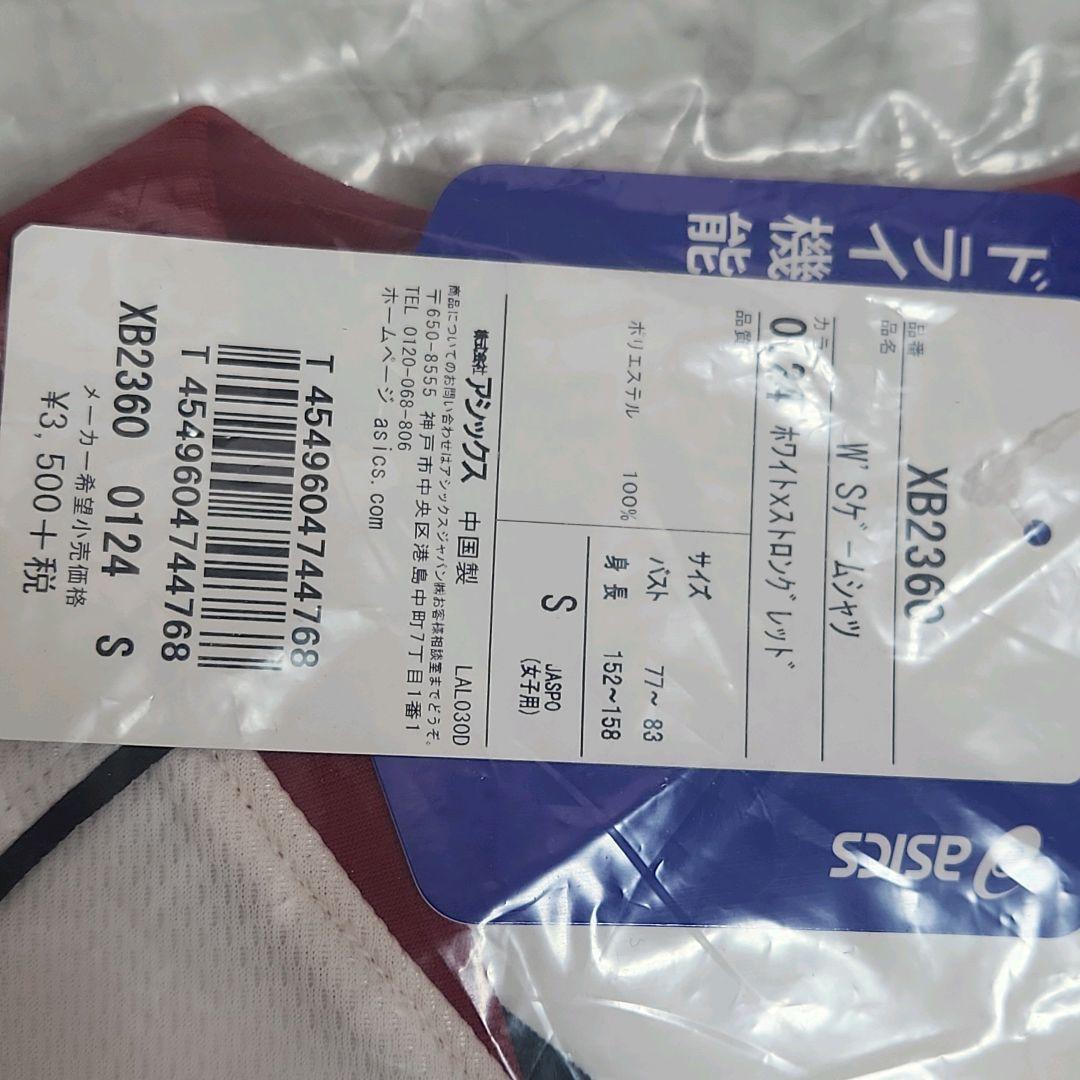 ドライ
機能
品番 XB2360
品名 W'Sゲームシャツ
カラー 0124 ホワイト×ストロングレッド
品質
ポリエステル 100%
サイズ S
バスト 77~83
身長 152~158
JASPO
(女子用)
株式会社アシックス 中国製 LAL030D
商品についてのお問い合わせはアシックスジャパン㈱お客様相談室までどうぞ。
〒650-8555 神戸市中央区港島中町7丁目1番1
TEL 0120-068-806
ホームページ asics.com
T 4549604744768
T 4549604744768
XB2360 0124 S
メーカー希望小売価格
¥3,500+税
asics